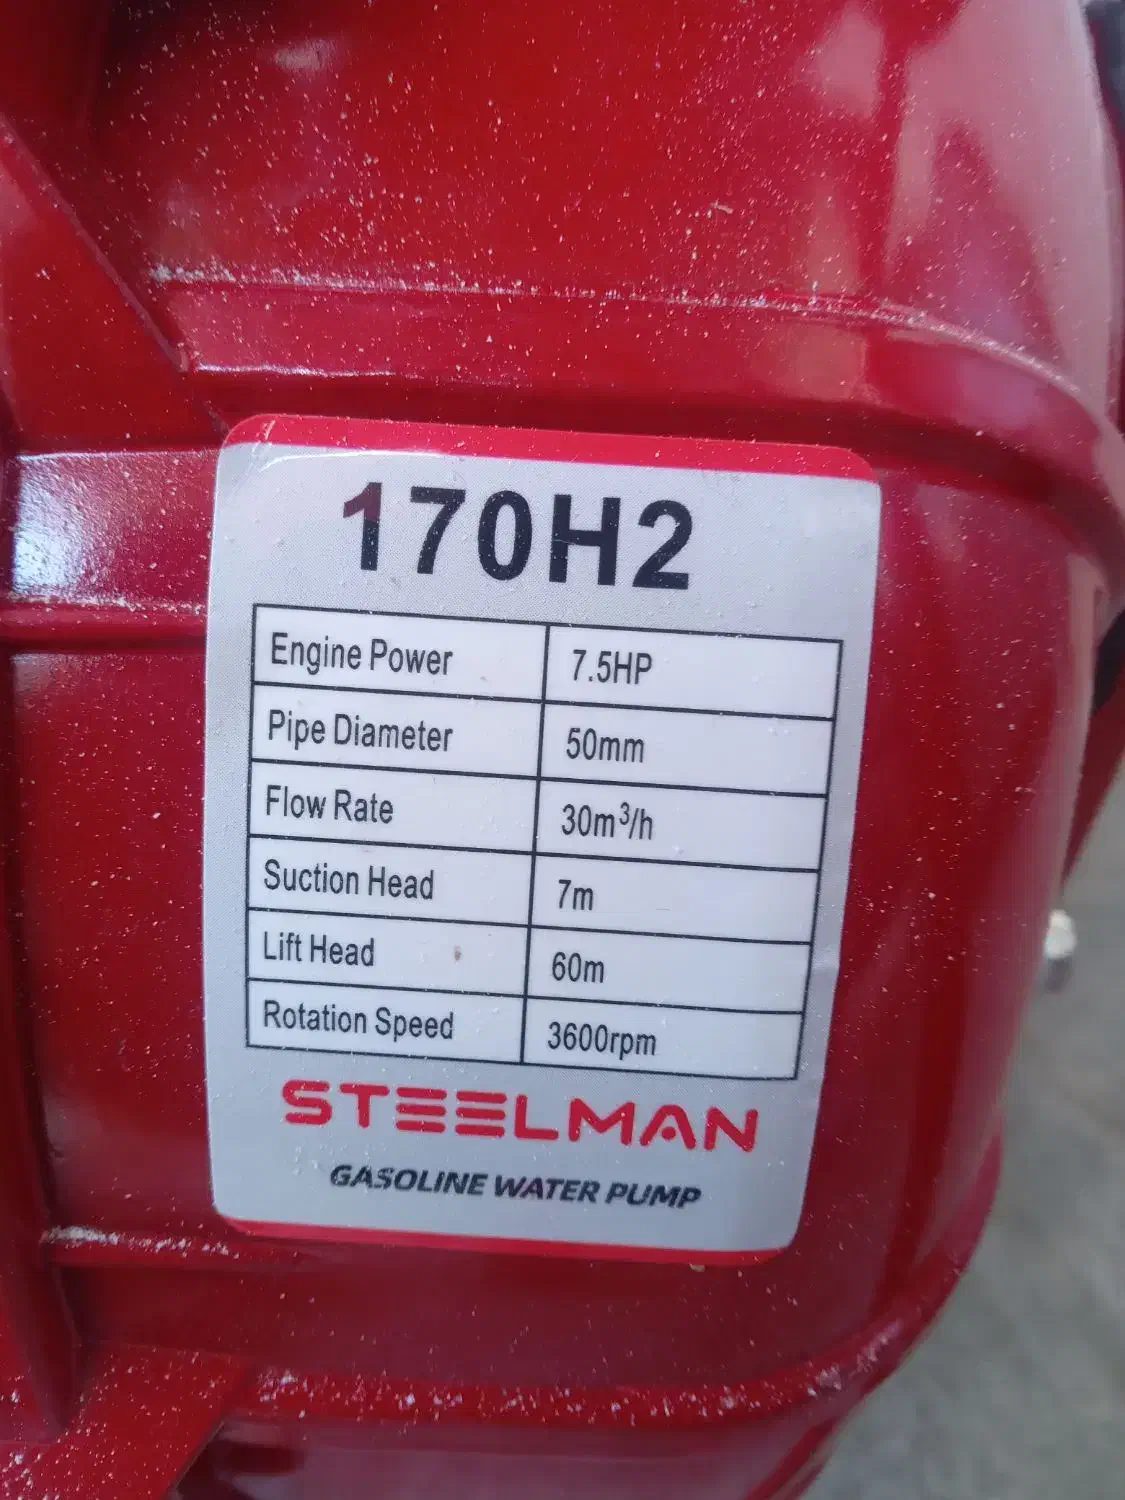 170H2
Engine Power 7.5HP
Pipe Diameter 50mm
Flow Rate 30m³/h
Suction Head 7m
Lift Head 60m
Rotation Speed 3600rpm
STEELMAN
GASOLINE WATER PUMP